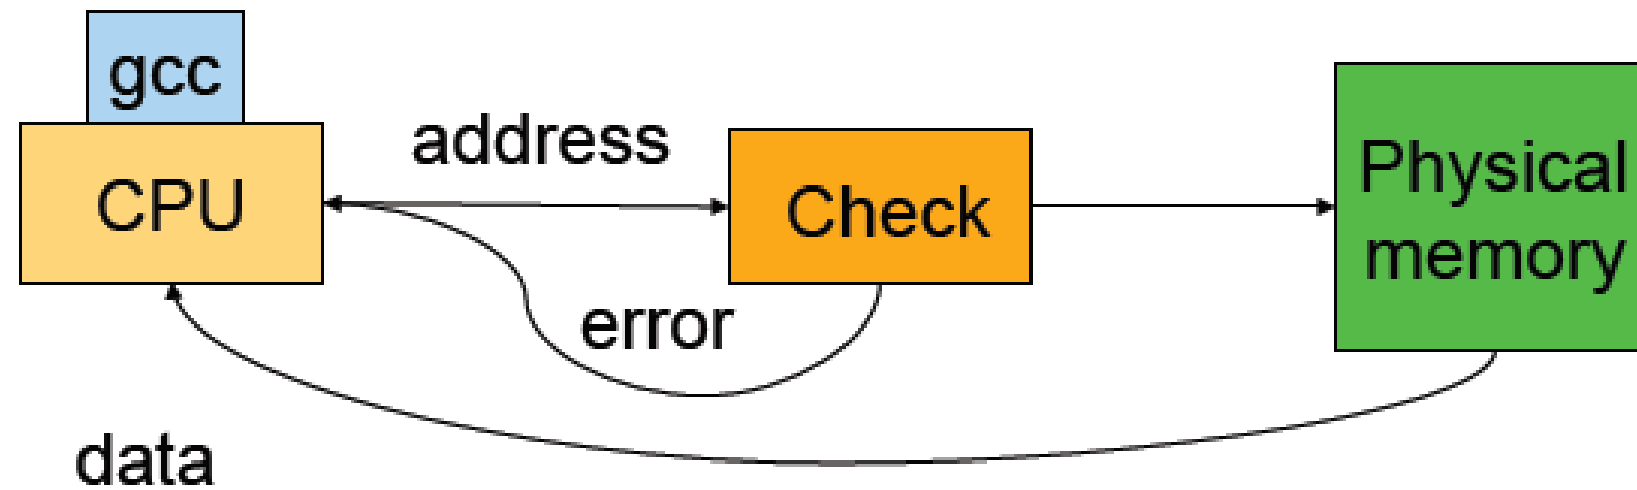 gcc
CPU
address
Check
Physical
memory
error
data